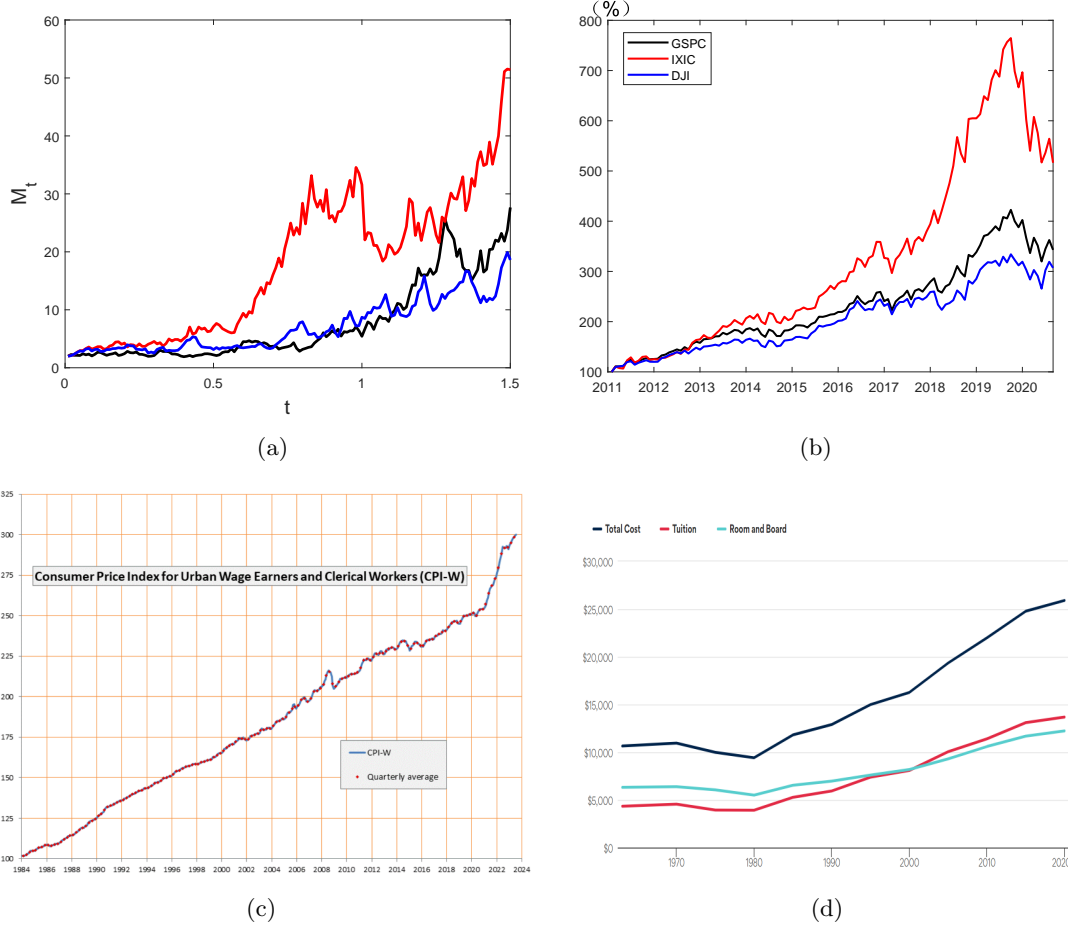 60
50
40
30
20
10
0
M_t
0 0.5 1 1.5
t
(a)
(%)
800
700
600
500
400
300
200
100
GSPC
IXIC
DJI
2011 2012 2013 2014 2015 2016 2017 2018 2019 2020
(b)
325
300
275
250
225
200
175
150
125
100
Consumer Price Index for Urban Wage Earners and Clerical Workers (CPI-W)
CPI-W
Quarterly average
1984 1986 1988 1990 1992 1994 1996 1998 2000 2002 2004 2006 2008 2010 2012 2014 2016 2018 2020 2022 2024
(c)
Total Cost Tuition Room and Board
$30,000
$25,000
$20,000
$15,000
$10,000
$5,000
$0
1970 1980 1990 2000 2010 2020
(d)